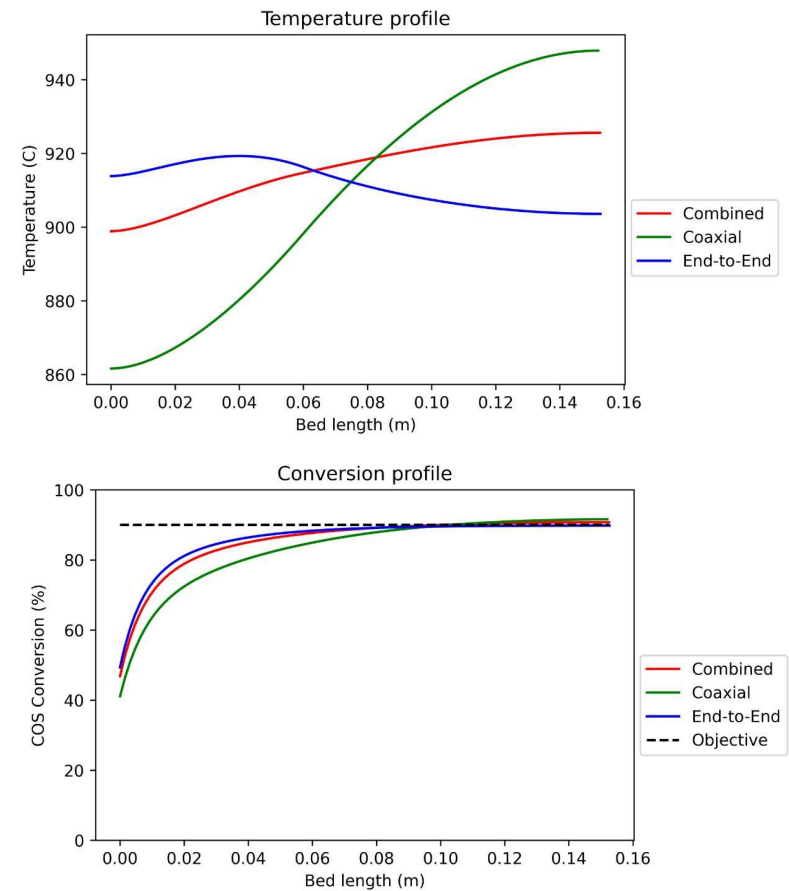 Temperature profile
Temperature (C)
940
920
900
880
860
0.00 0.02 0.04 0.06 0.08 0.10 0.12 0.14 0.16
Bed length (m)
Combined
Coaxial
End-to-End
Conversion profile
COS Conversion (%)
100
80
60
40
20
0
0.00 0.02 0.04 0.06 0.08 0.10 0.12 0.14 0.16
Bed length (m)
Combined
Coaxial
End-to-End
Objective